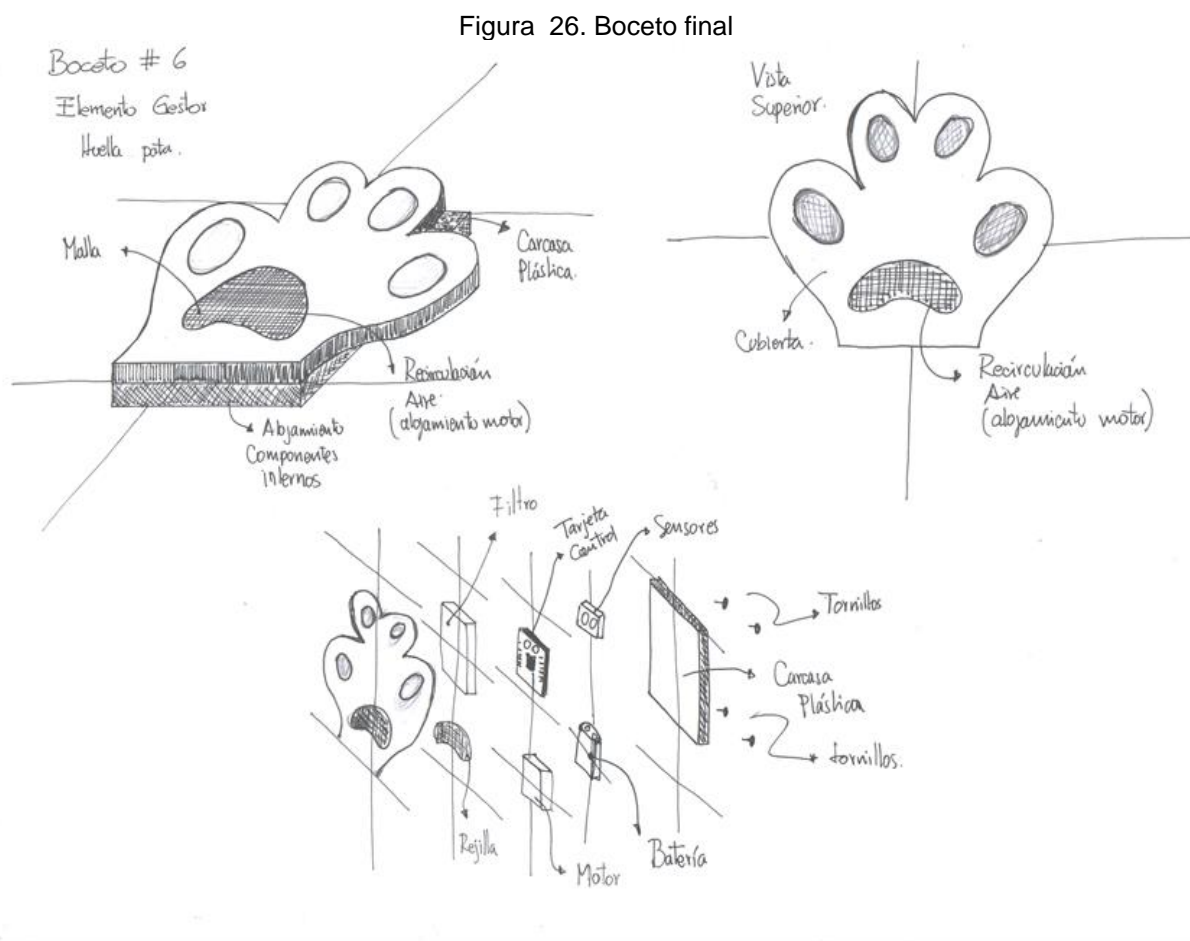 Figura 26. Boceto final
Boceto # 6
Elemento Gestor
Huella pata.
Malla
Carcasa
Plástica.
Recirculación
Aire
(alojamiento motor)
Alojamiento
Componentes
internos
Vista
Superior.
Cubierta.
Recirculación
Aire
(alojamiento motor)
Filtro
Tarjeta
Control
Sensores
Tornillos
Carcasa
Plástica
tornillos.
Rejilla
Motor
Batería